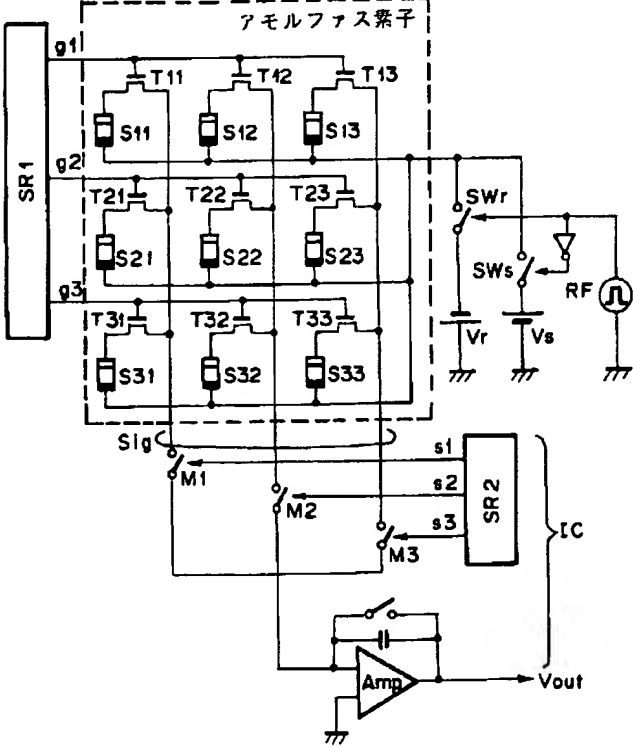 アモルファス素子
SR1
g1
T11
T12
T13
S11
S12
S13
g2
T21
T22
T23
SWr
S21
S22
S23
SWs
RF
g3
T31
T32
T33
Vr
Vs
S31
S32
S33
Sig
M1
s1
s2
s3
SR2
M2
M3
IC
Amp
Vout